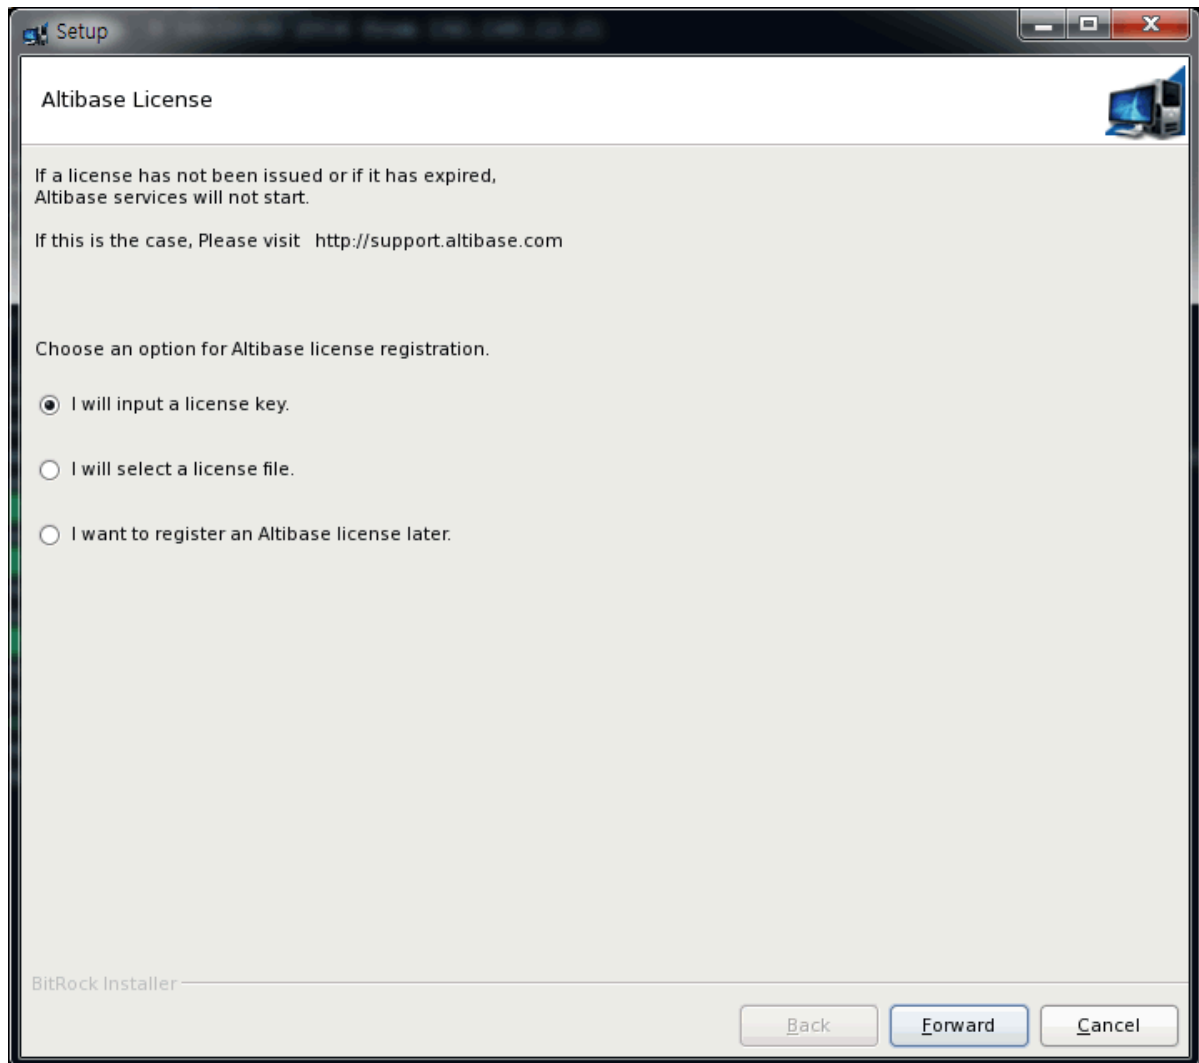 Setup
Altibase License
If a license has not been issued or if it has expired,
Altibase services will not start.
If this is the case, Please visit http://support.altibase.com
Choose an option for Altibase license registration.
I will input a license key.
I will select a license file.
I want to register an Altibase license later.
BitRock Installer
Back Forward Cancel